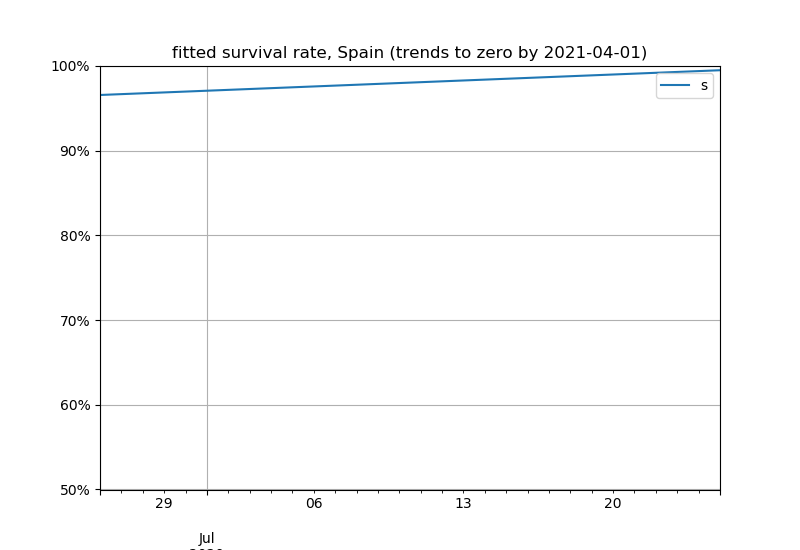 fitted survival rate, Spain (trends to zero by 2021-04-01)
100%
s
90%
80%
70%
60%
50%
29 06 13 20
Jul